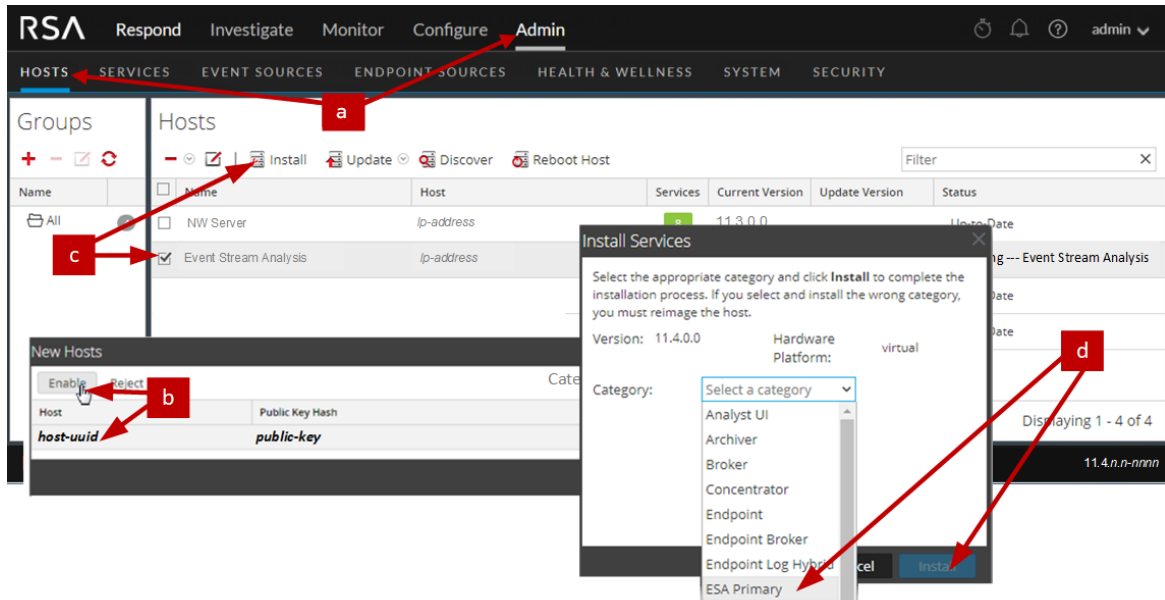 RSA Respond Investigate Monitor Configure Admin admin
HOSTS SERVICES EVENT SOURCES ENDPOINT SOURCES HEALTH & WELLNESS SYSTEM SECURITY
a
Groups
Hosts
Install Update Discover Reboot Host
Filter
Name
Name Host Services Current Version Update Version Status
All
NW Server Ip-address 8 11.3.0.0 Up-to-Date
c
Event Stream Analysis Ip-address
ng --- Event Stream Analysis
Date
Date
Install Services
Select the appropriate category and click Install to complete the
installation process. If you select and install the wrong category,
you must reimage the host.
Version: 11.4.0.0 Hardware Platform: virtual
d
Category: Select a category
Analyst UI
Archiver
Broker
Concentrator
Endpoint
Endpoint Broker
Endpoint Log Hybrid
ESA Primary
cel Install
New Hosts
Enable Reject
b
Cate
Host Public Key Hash
host-uuid public-key
Displaying 1 - 4 of 4
11.4.n.n-nnnn